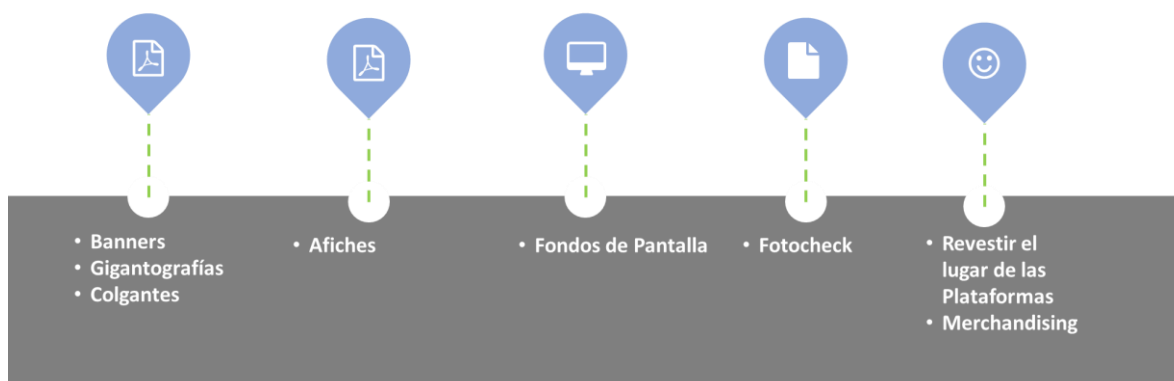 • Banners
• Gigantografías
• Colgantes
• Afiches
• Fondos de Pantalla
• Fotocheck
• Revestir el
lugar de las
Plataformas
• Merchandising